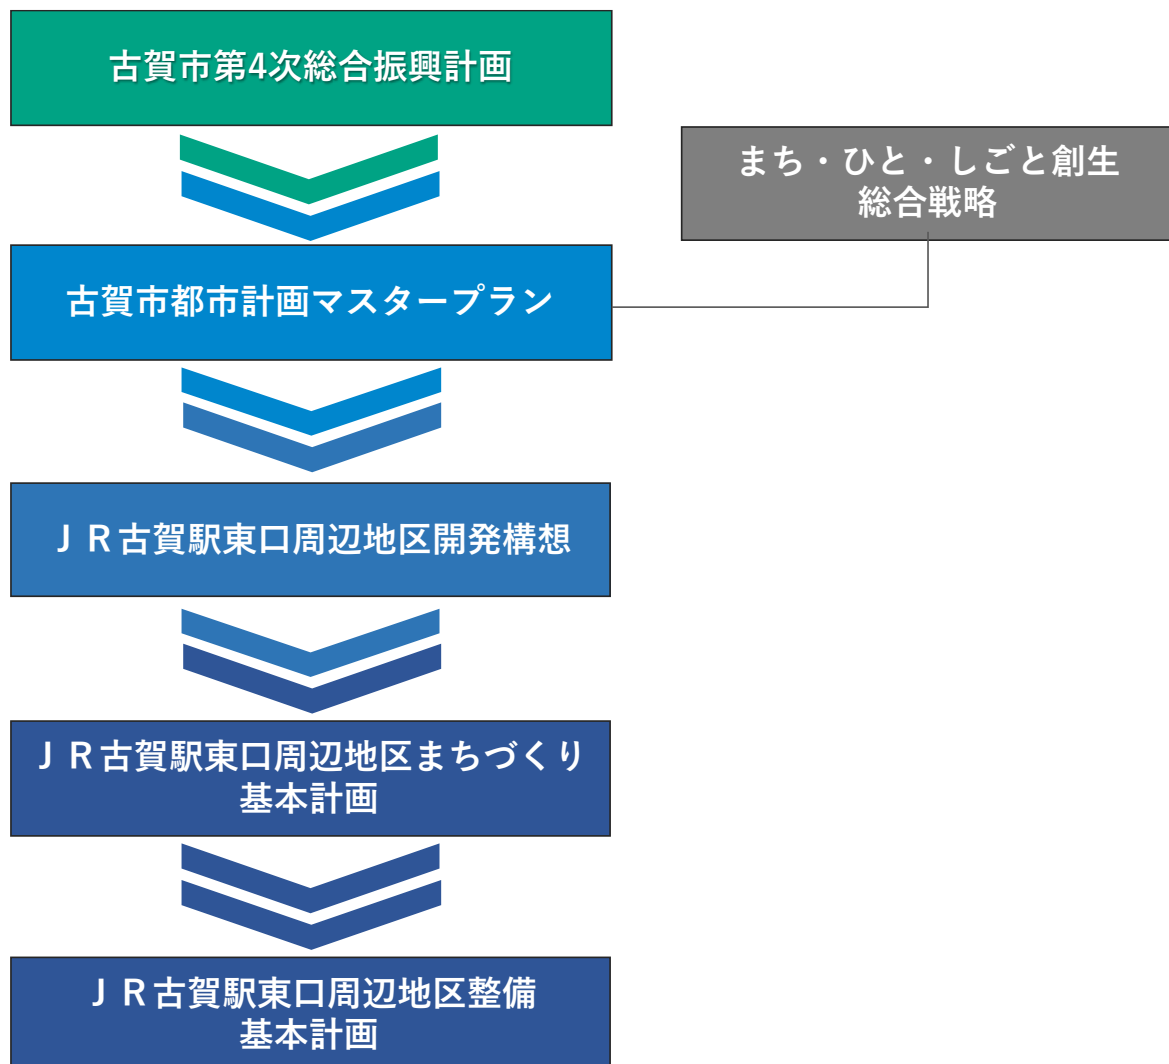 古賀市第4次総合振興計画
まち・ひと・しごと創生
総合戦略
古賀市都市計画マスタープラン
ＪＲ古賀駅東口周辺地区開発構想
ＪＲ古賀駅東口周辺地区まちづくり
基本計画
ＪＲ古賀駅東口周辺地区整備
基本計画